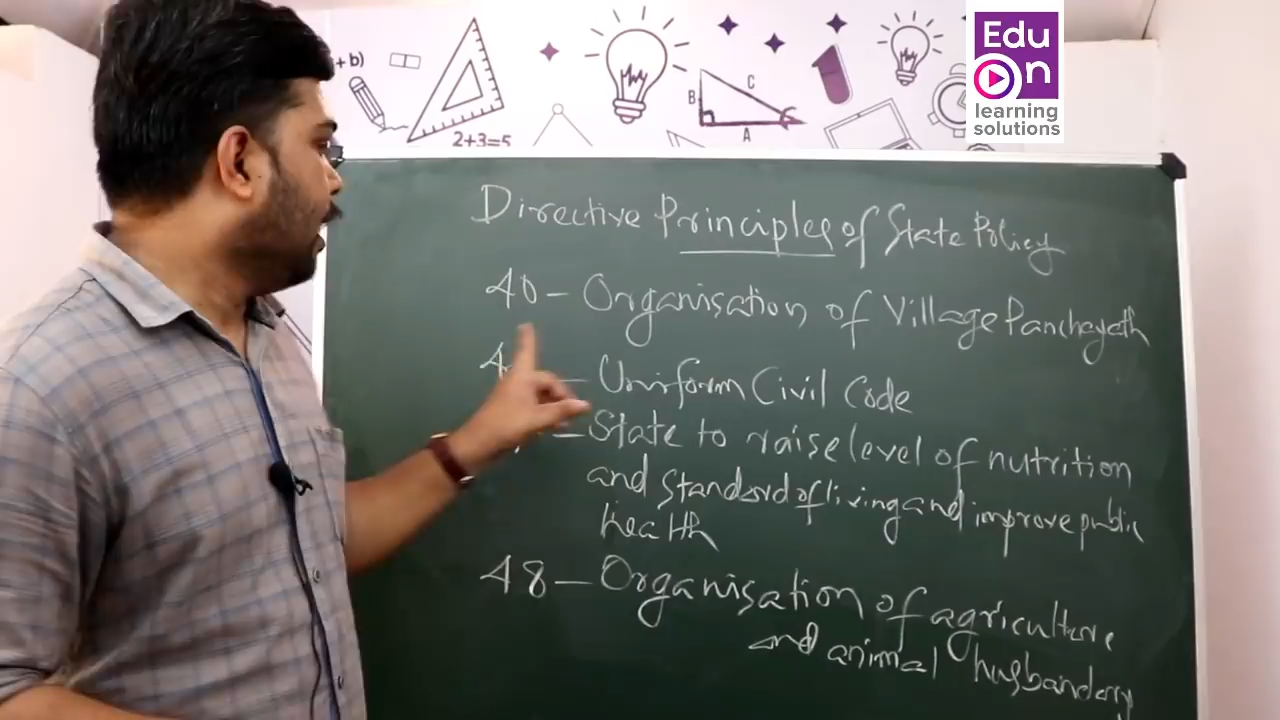 + b)
2+3=5
B
C
A
Edu
On
learning
solutions
Directive Principles of State Policy
40 - Organisation of Village Panchayath
4 - Uniform Civil Code
- State to raise level of nutrition
and standard of living and improve public
health
48 - Organisation of agriculture
and animal husbandary